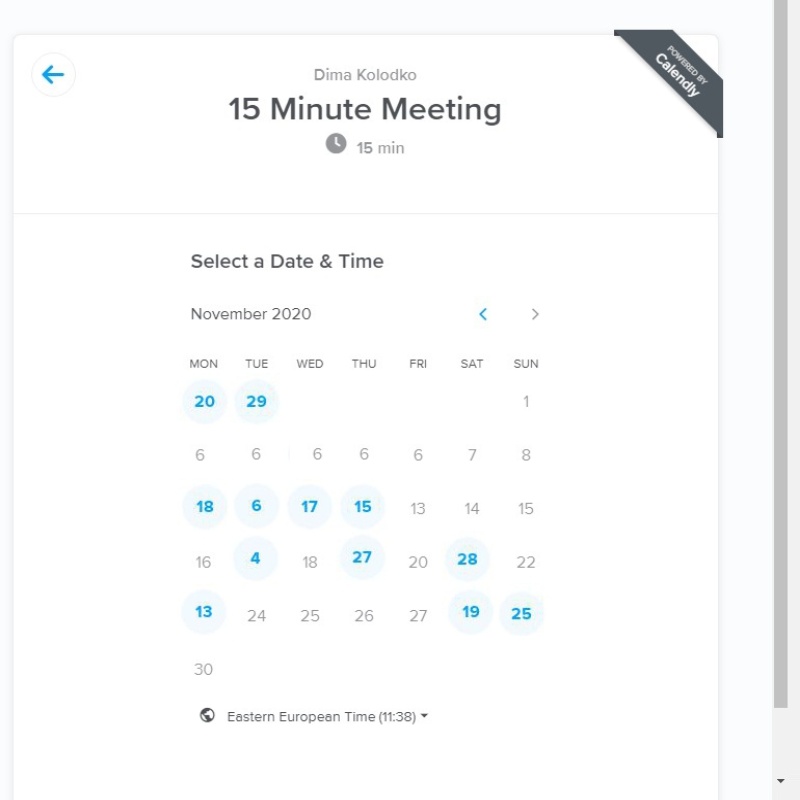 POWERED BY
Calendly
Dima Kolodko
15 Minute Meeting
15 min
Select a Date & Time
November 2020
MON TUE WED THU FRI SAT SUN
20 29 1
6 6 6 6 6 7 8
18 6 17 15 13 14 15
16 4 18 27 20 28 22
13 24 25 26 27 19 25
30
Eastern European Time (11:38)